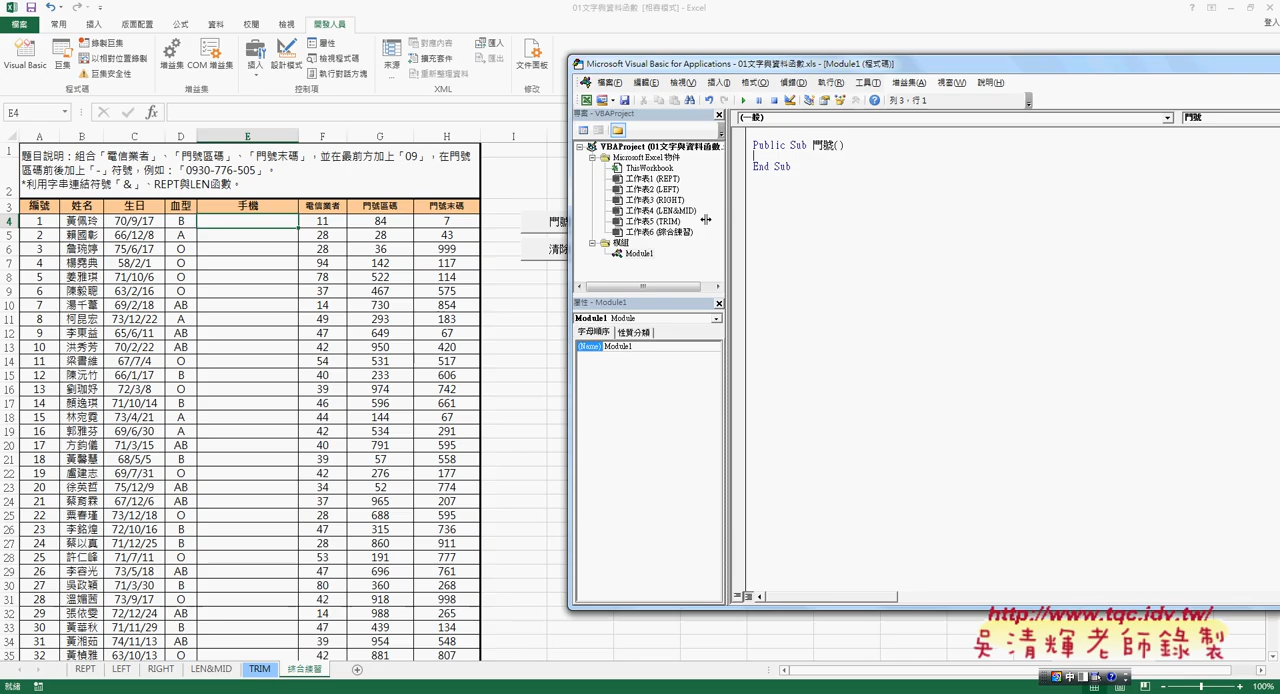 01文字與資料函數 [相容模式] - Excel
檔案 常用 插入 版面配置 公式 資料 校閱 檢視 開發人員
登入
Visual Basic 巨集 錄製巨集 以相對位置錄製 巨集安全性
增益集 COM 增益集 插入 設計模式 屬性 檢視程式碼 執行對話方塊
來源 對應內容 擴充套件 重新整理資料 匯入 匯出 文件面板
程式碼 增益集 控制項 XML 修改
E4
A B C D E F G H I
題目說明：組合「電信業者」、「門號區碼」、「門號末碼」，並在最前方加上「09」，在門號
區碼前後加上「-」符號，例如：「0930-776-505」。
*利用字串連結符號「&」、REPT與LEN函數。
編號 姓名 生日 血型 手機 電信業者 門號區碼 門號末碼
1 黃佩玲 70/9/17 B 11 84 7
2 賴國彰 66/12/8 A 28 28 43
3 詹琬婷 75/6/17 O 28 36 999
4 楊堯典 58/2/1 O 94 142 117
5 姜雅琪 71/10/6 O 78 522 114
6 陳毅聰 63/2/16 O 37 467 575
7 湯千蕾 69/2/18 AB 14 730 854
8 柯昆宏 73/12/22 A 49 293 183
9 李東益 65/6/11 AB 47 649 67
10 洪秀芳 70/2/22 AB 42 950 420
11 梁書維 67/7/4 O 54 531 517
12 陳沅竹 66/1/17 B 40 233 606
13 劉珈妤 72/3/8 O 39 974 742
14 顏逸琪 71/10/14 B 46 596 661
15 林宛霓 73/4/21 A 44 144 67
16 郭雅芬 69/6/30 A 42 534 291
17 方鈞儀 71/3/15 AB 40 791 595
18 黃馨慧 68/5/5 B 39 57 558
19 盧建志 69/7/31 O 42 276 177
20 徐英哲 75/12/9 AB 34 52 774
21 蔡育霖 67/12/6 AB 37 965 207
22 粟春瑾 73/12/18 O 28 688 595
23 李銘煌 72/10/16 B 47 315 736
24 蔡以真 71/12/25 B 28 860 911
25 許仁峰 71/7/11 O 53 191 777
26 李容光 73/5/18 AB 47 696 761
27 吳政穎 71/3/30 B 80 360 268
28 溫媚茜 73/9/17 O 42 918 998
29 張依雯 72/12/24 AB 14 988 265
30 黃華秋 71/11/29 B 47 439 134
31 黃湘茹 74/11/13 AB 39 954 548
32 黃楨雅 63/10/13 O 42 881 807
門號
清除
REPT LEFT RIGHT LEN&MID TRIM 綜合練習
就緒
100%
Microsoft Visual Basic for Applications - 01文字與資料函數.xls - [Module1 (程式碼)]
檔案(F) 編輯(E) 檢視(V) 插入(I) 格式(O) 偵錯(D) 執行(R) 工具(T) 增益集(A) 視窗(W) 說明(H)
列 3，行 1
專案 - VBAProject
VBAProject (01文字與資料函數.
Microsoft Excel 物件
ThisWorkbook
工作表1 (REPT)
工作表2 (LEFT)
工作表3 (RIGHT)
工作表4 (LEN&MID)
工作表5 (TRIM)
工作表6 (綜合練習)
模組
Module1
屬性 - Module1
Module1 Module
字母順序 性質分類
(Name) Module1
(一般) 門號
Public Sub 門號()
End Sub
http://www.tqc.idv.tw/
吳清輝老師錄製